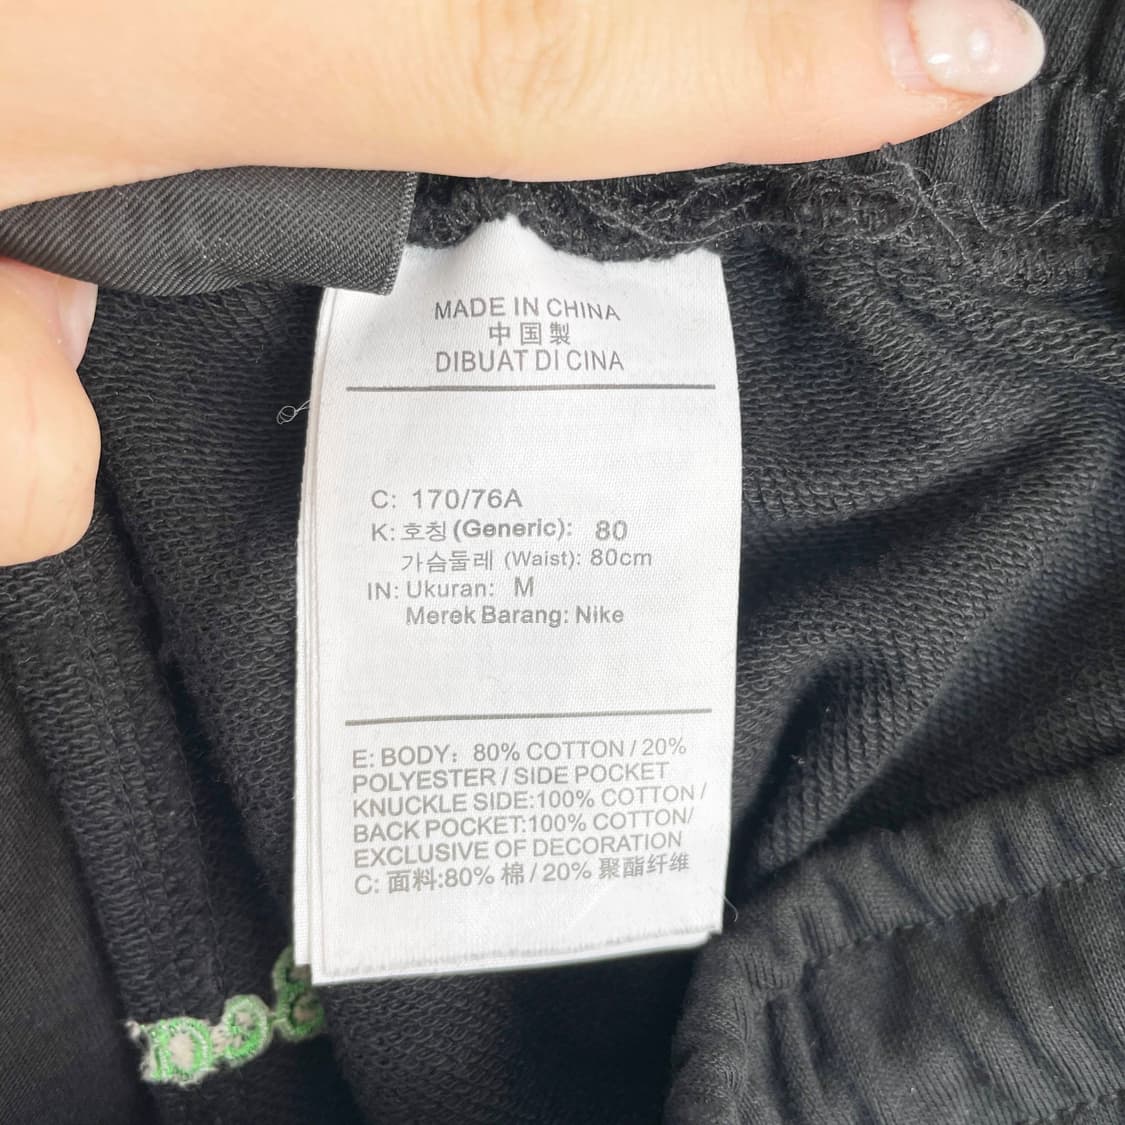 MADE IN CHINA
中国製
DIBUAT DI CINA
C: 170/76A
K: 호칭 (Generic): 80
가슴둘레 (Waist): 80cm
IN: Ukuran: M
Merek Barang: Nike
E: BODY: 80% COTTON / 20%
POLYESTER / SIDE POCKET
KNUCKLE SIDE:100% COTTON /
BACK POCKET:100% COTTON/
EXCLUSIVE OF DECORATION
C: 面料:80% 棉 / 20% 聚酯纤维